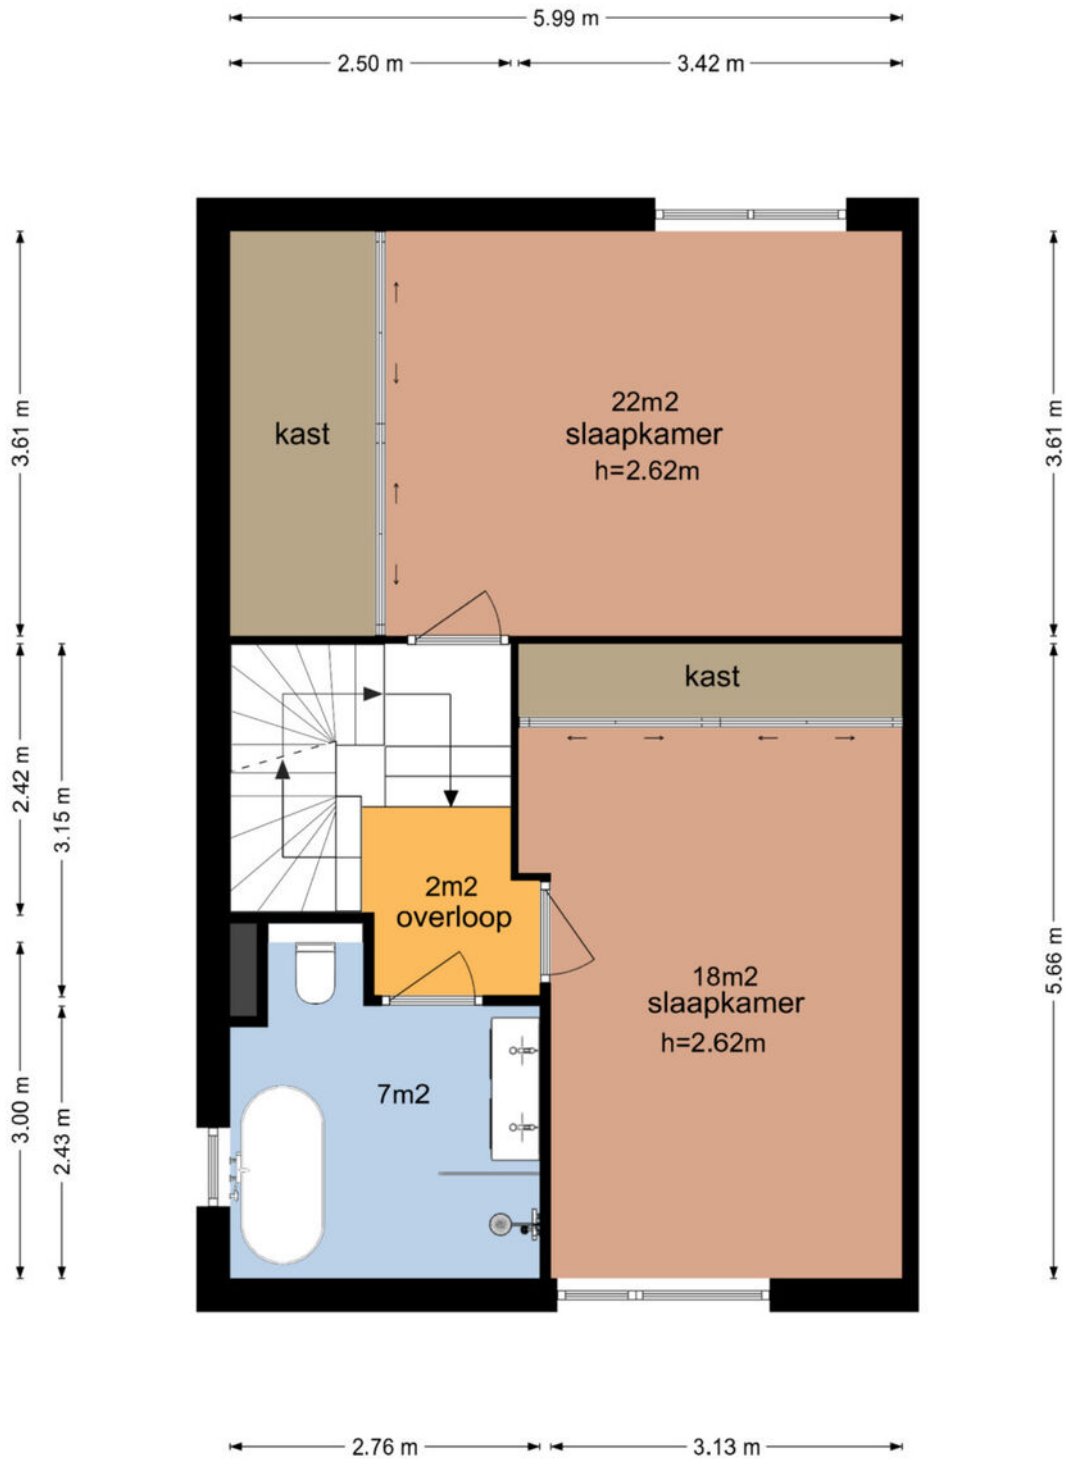 5.99 m
2.50 m
3.42 m
3.61 m
3.61 m
kast
22m2
slaapkamer
h=2.62m
kast
2.42 m
3.15 m
2m2
overloop
5.66 m
18m2
slaapkamer
h=2.62m
7m2
3.00 m
2.43 m
2.76 m
3.13 m